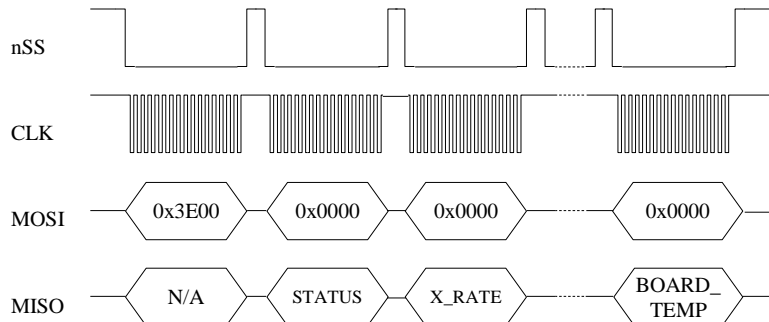 nSS
CLK
MOSI 0x3E00 0x0000 0x0000 0x0000
MISO N/A STATUS X_RATE BOARD_
TEMP